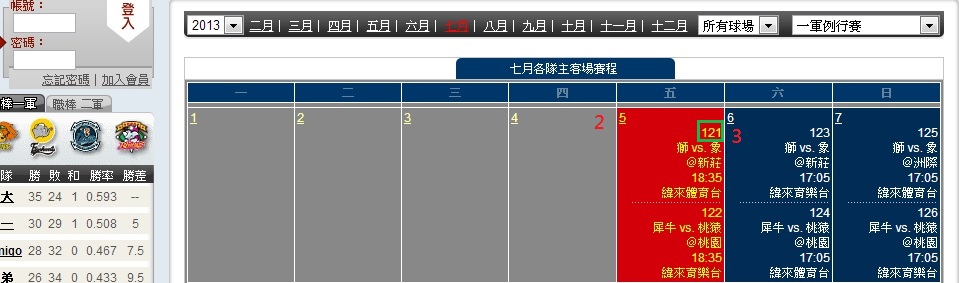 帳號：
密碼：
登入
忘記密碼 | 加入會員
棒一軍 職棒 二軍
隊 勝 敗 和 勝率 勝差
35 24 1 0.593 --
30 29 1 0.508 5
migo 28 32 0 0.467 7.5
26 34 0 0.433 9.5
2013 二月 | 三月 | 四月 | 五月 | 六月 | 七月 | 八月 | 九月 | 十月 | 十一月 | 十二月 所有球場 一軍例行賽
七月各隊主客場賽程
一 二 三 四 五 六 日
1 2 3 4 2 5 6 7
121 3 123 125
獅 vs. 象 獅 vs. 象 獅 vs. 象
@新莊 @新莊 @洲際
18:35 17:05 17:05
緯來體育台 緯來育樂台 緯來體育台
122 124 126
犀牛 vs. 桃猿 犀牛 vs. 桃猿 犀牛 vs. 桃猿
@桃園 @桃園 @桃園
18:35 17:05 17:05
緯來育樂台 緯來體育台 緯來育樂台